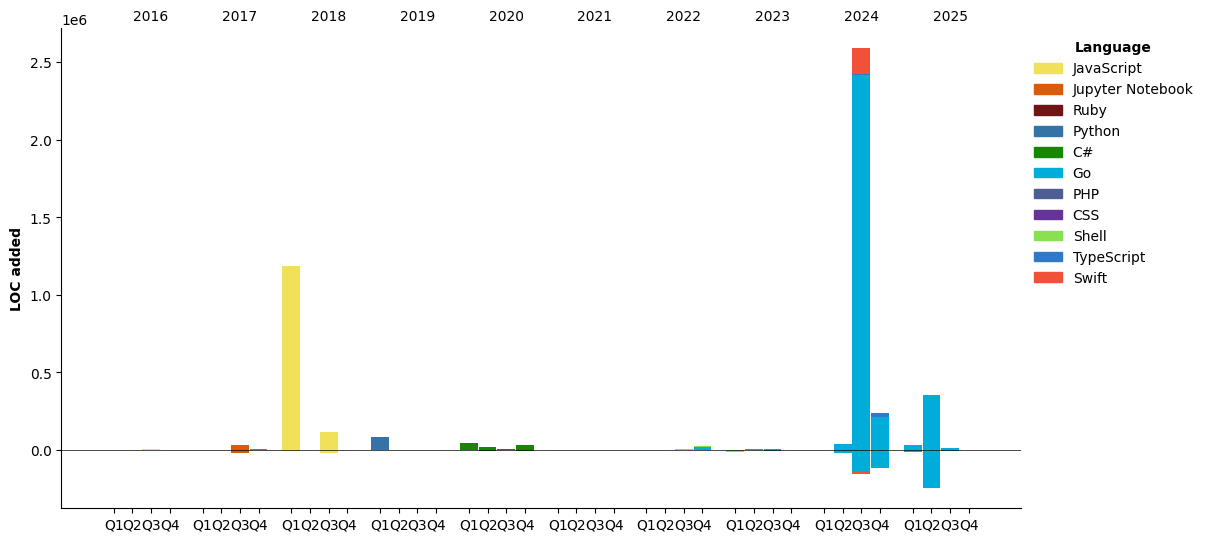 2016 2017 2018 2019 2020 2021 2022 2023 2024 2025
1e6
Language
JavaScript
Jupyter Notebook
Ruby
Python
C#
Go
PHP
CSS
Shell
TypeScript
Swift
LOC added
2.5
2.0
1.5
1.0
0.5
0.0
Q1Q2Q3Q4 Q1Q2Q3Q4 Q1Q2Q3Q4 Q1Q2Q3Q4 Q1Q2Q3Q4 Q1Q2Q3Q4 Q1Q2Q3Q4 Q1Q2Q3Q4 Q1Q2Q3Q4 Q1Q2Q3Q4